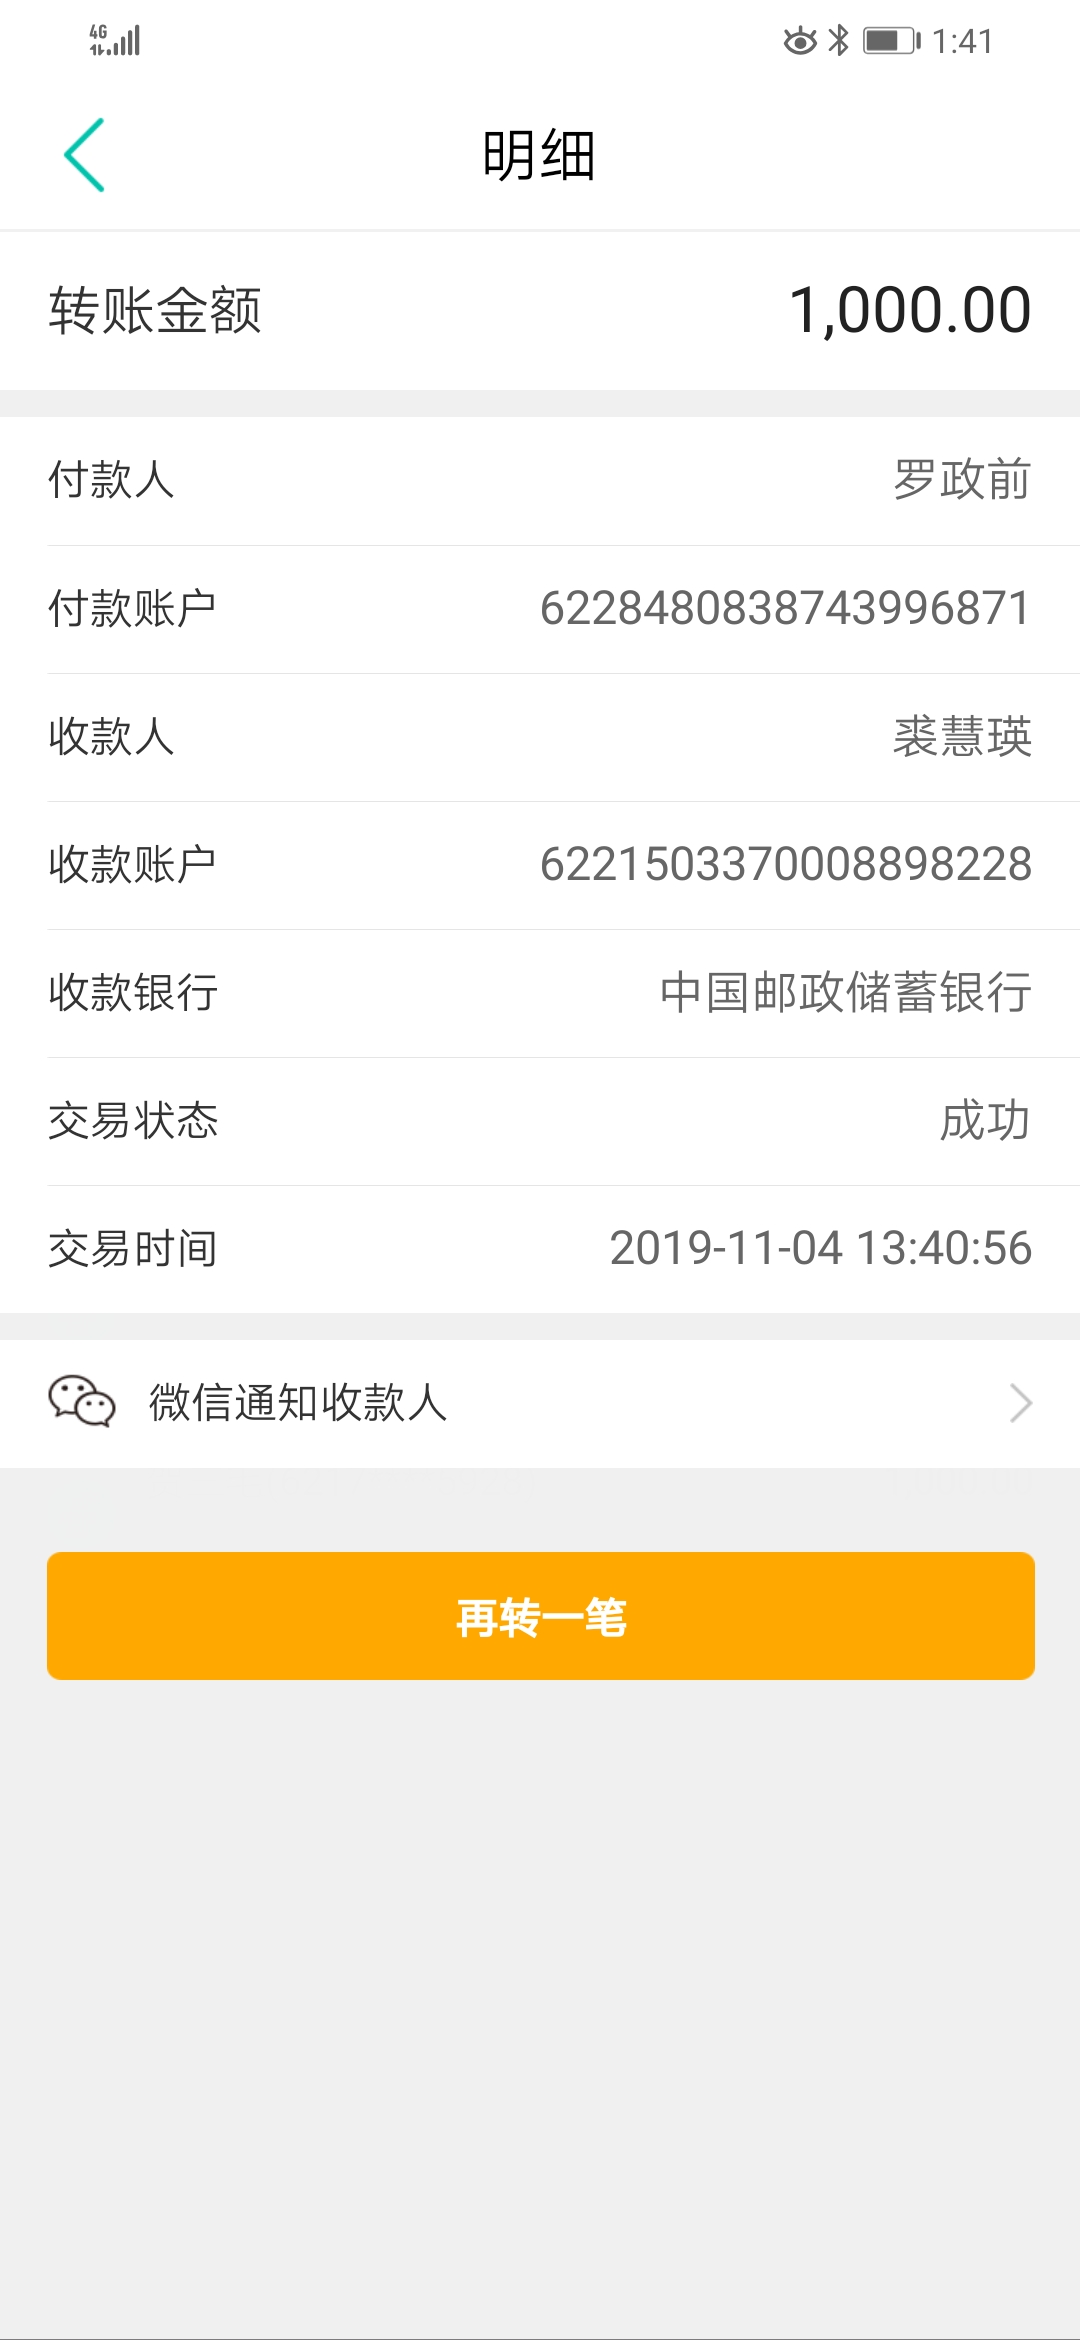 4G 1:41
明细
转账金额 1,000.00
付款人 罗政前
付款账户 6228480838743996871
收款人 裘慧瑛
收款账户 6221503370008898228
收款银行 中国邮政储蓄银行
交易状态 成功
交易时间 2019-11-04 13:40:56
微信通知收款人
再转一笔